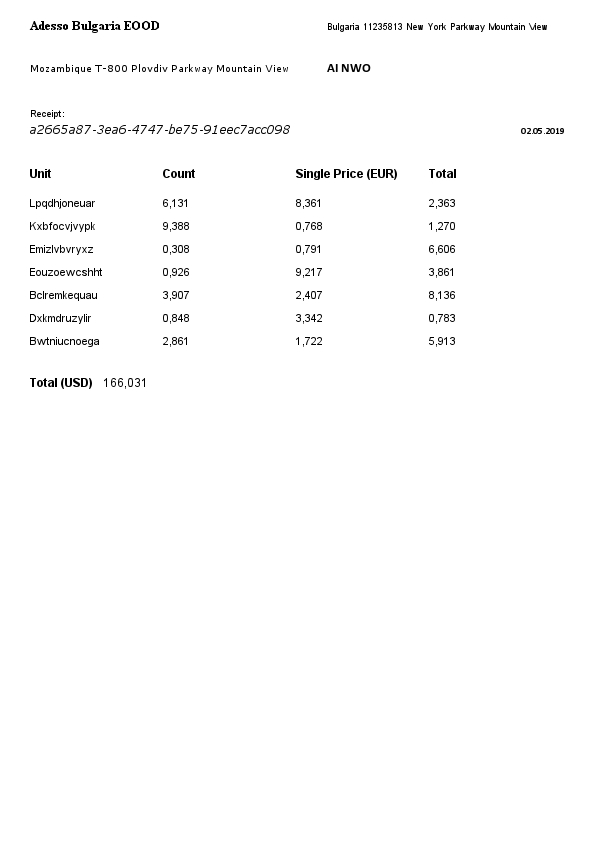 Adesso Bulgaria EOOD Bulgaria 11235813 New York Parkway Mountain View
Mozambique T-800 Plovdiv Parkway Mountain View AI NWO
Receipt:
a2665a87-3ea6-4747-be75-91eec7acc098 02.05.2019
Unit Count Single Price (EUR) Total
Lpqdhjoneuar 6,131 8,361 2,363
Kxbfocvjvypk 9,388 0,768 1,270
Emizlvbvryxz 0,308 0,791 6,606
Eouzoewcshht 0,926 9,217 3,861
Bclremkequau 3,907 2,407 8,136
Dxkmdruzylir 0,848 3,342 0,783
Bwtniucnoega 2,861 1,722 5,913
Total (USD) 166,031